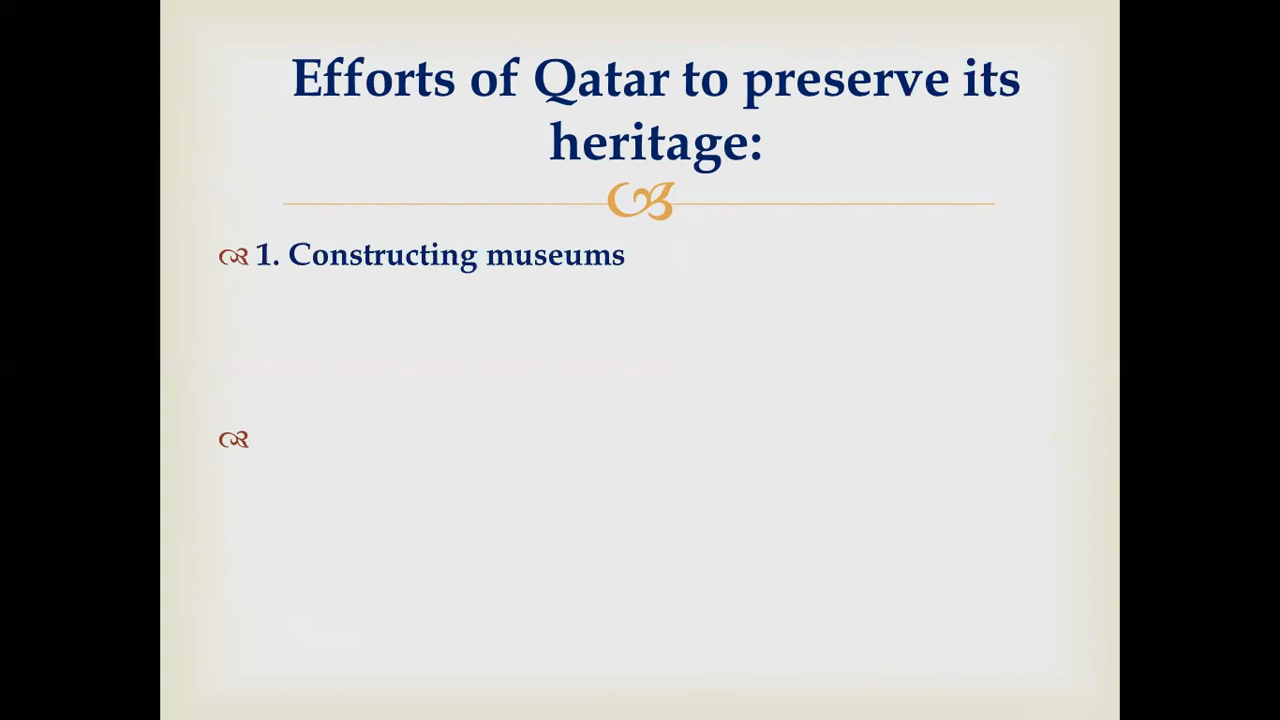 Efforts of Qatar to preserve its
heritage:
1. Constructing museums